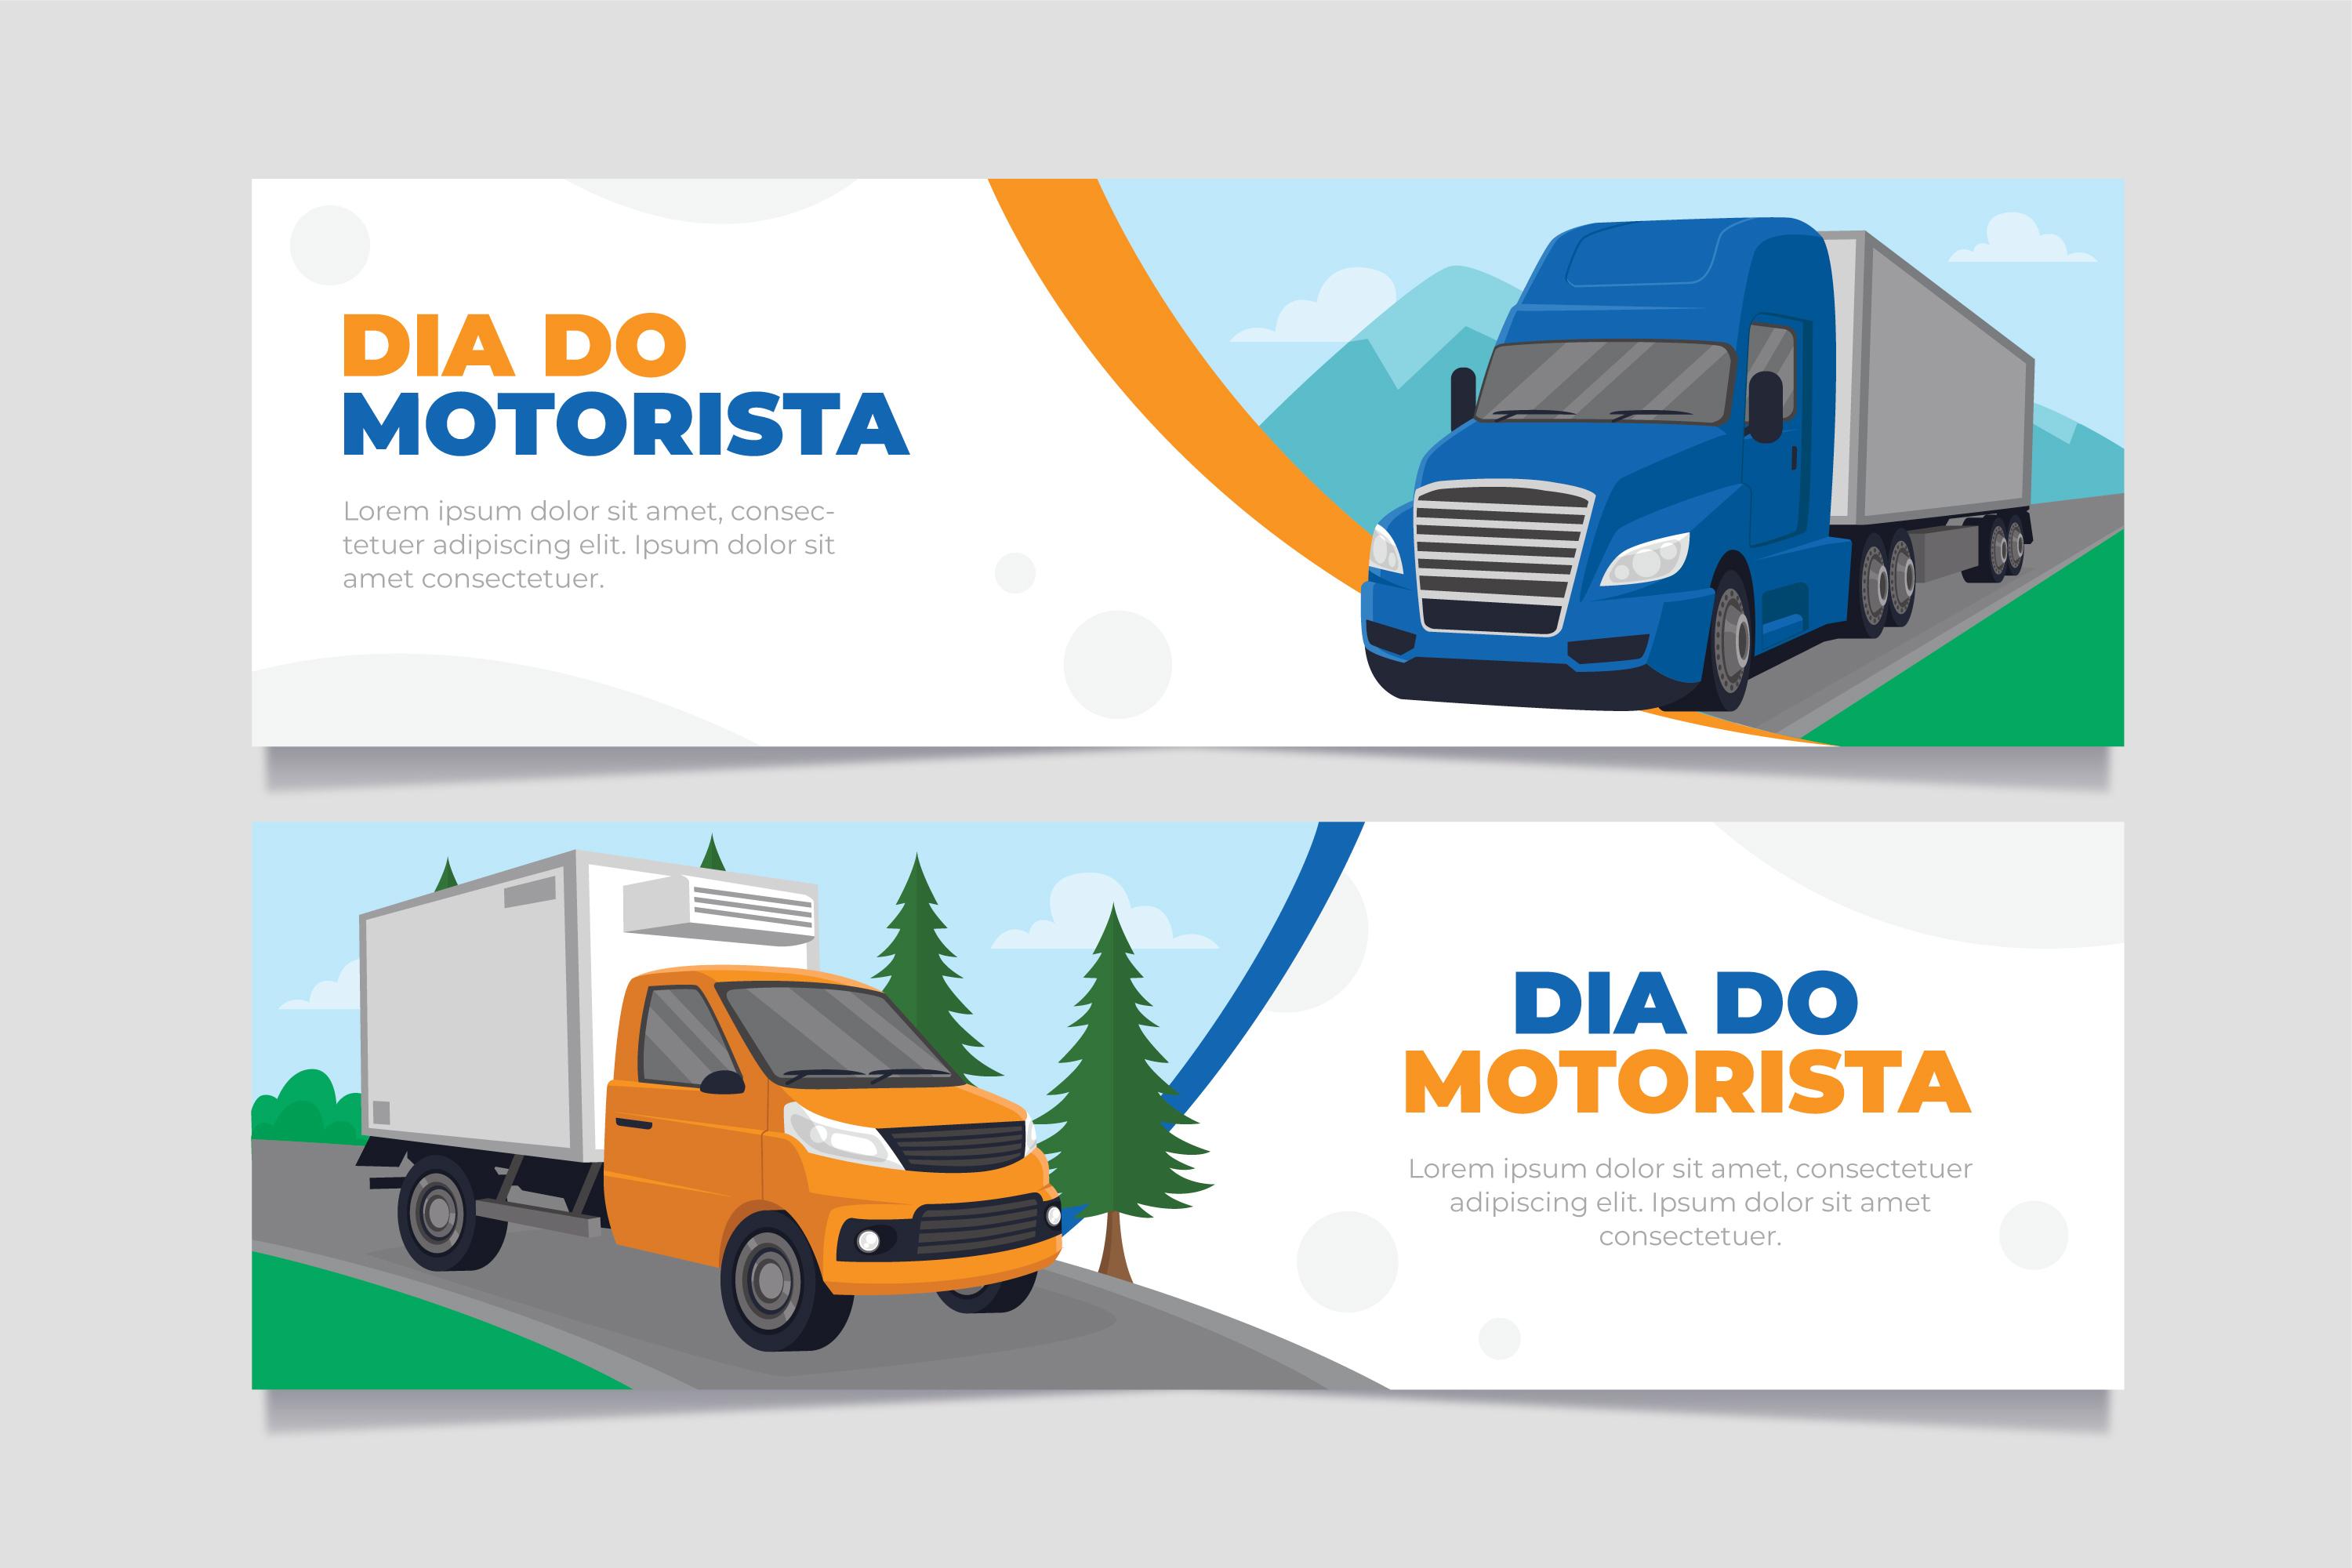 DIA DO
MOTORISTA
Lorem ipsum dolor sit amet, consec-
tetuer adipiscing elit. Ipsum dolor sit
amet consectetuer.
DIA DO
MOTORISTA
Lorem ipsum dolor sit amet, consectetuer
adipiscing elit. Ipsum dolor sit amet
consectetuer.